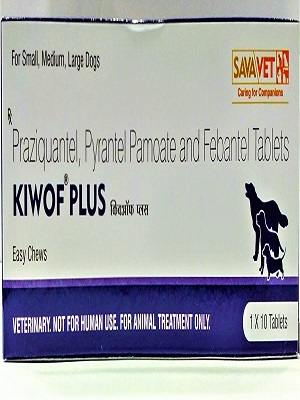 For Small, Medium, Large Dogs
SAVAVET
Caring for Companions
℞
Praziquantel, Pyrantel Pamoate and Febantel Tablets
KIWOF® PLUS किवऑफ प्लस
Easy Chews
VETERINARY. NOT FOR HUMAN USE. FOR ANIMAL TREATMENT ONLY.
1 X 10 Tablets